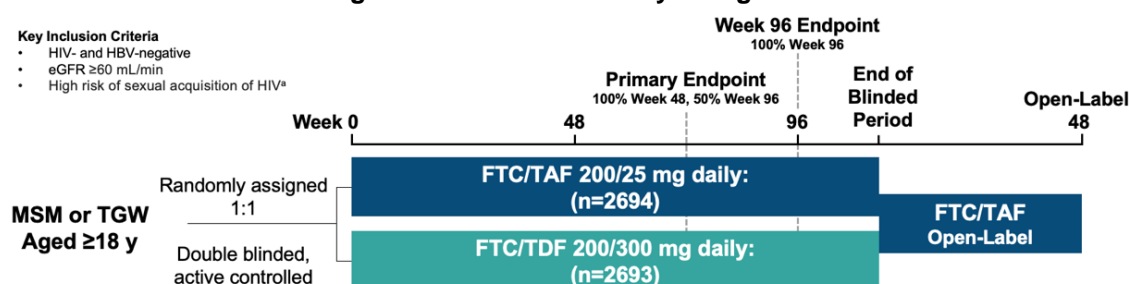 Key Inclusion Criteria
• HIV- and HBV-negative
• eGFR ≥60 mL/min
• High risk of sexual acquisition of HIVᵃ
Week 96 Endpoint
100% Week 96
Primary Endpoint
100% Week 48, 50% Week 96
End of
Blinded
Period
Open-Label
48
Week 0
48
96
Randomly assigned
1:1
MSM or TGW
Aged ≥18 y
Double blinded,
active controlled
FTC/TAF 200/25 mg daily:
(n=2694)
FTC/TDF 200/300 mg daily:
(n=2693)
FTC/TAF
Open-Label